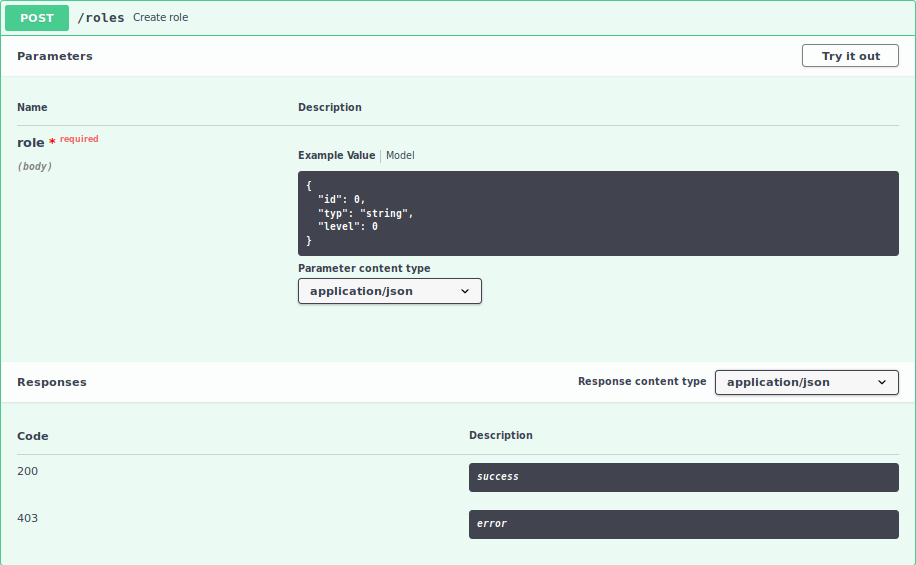 POST /roles Create role
Parameters
Try it out
Name Description
role * required
(body)
Example Value | Model
{
  "id": 0,
  "typ": "string",
  "level": 0
}
Parameter content type
application/json
Responses
Response content type application/json
Code Description
200 success
403 error